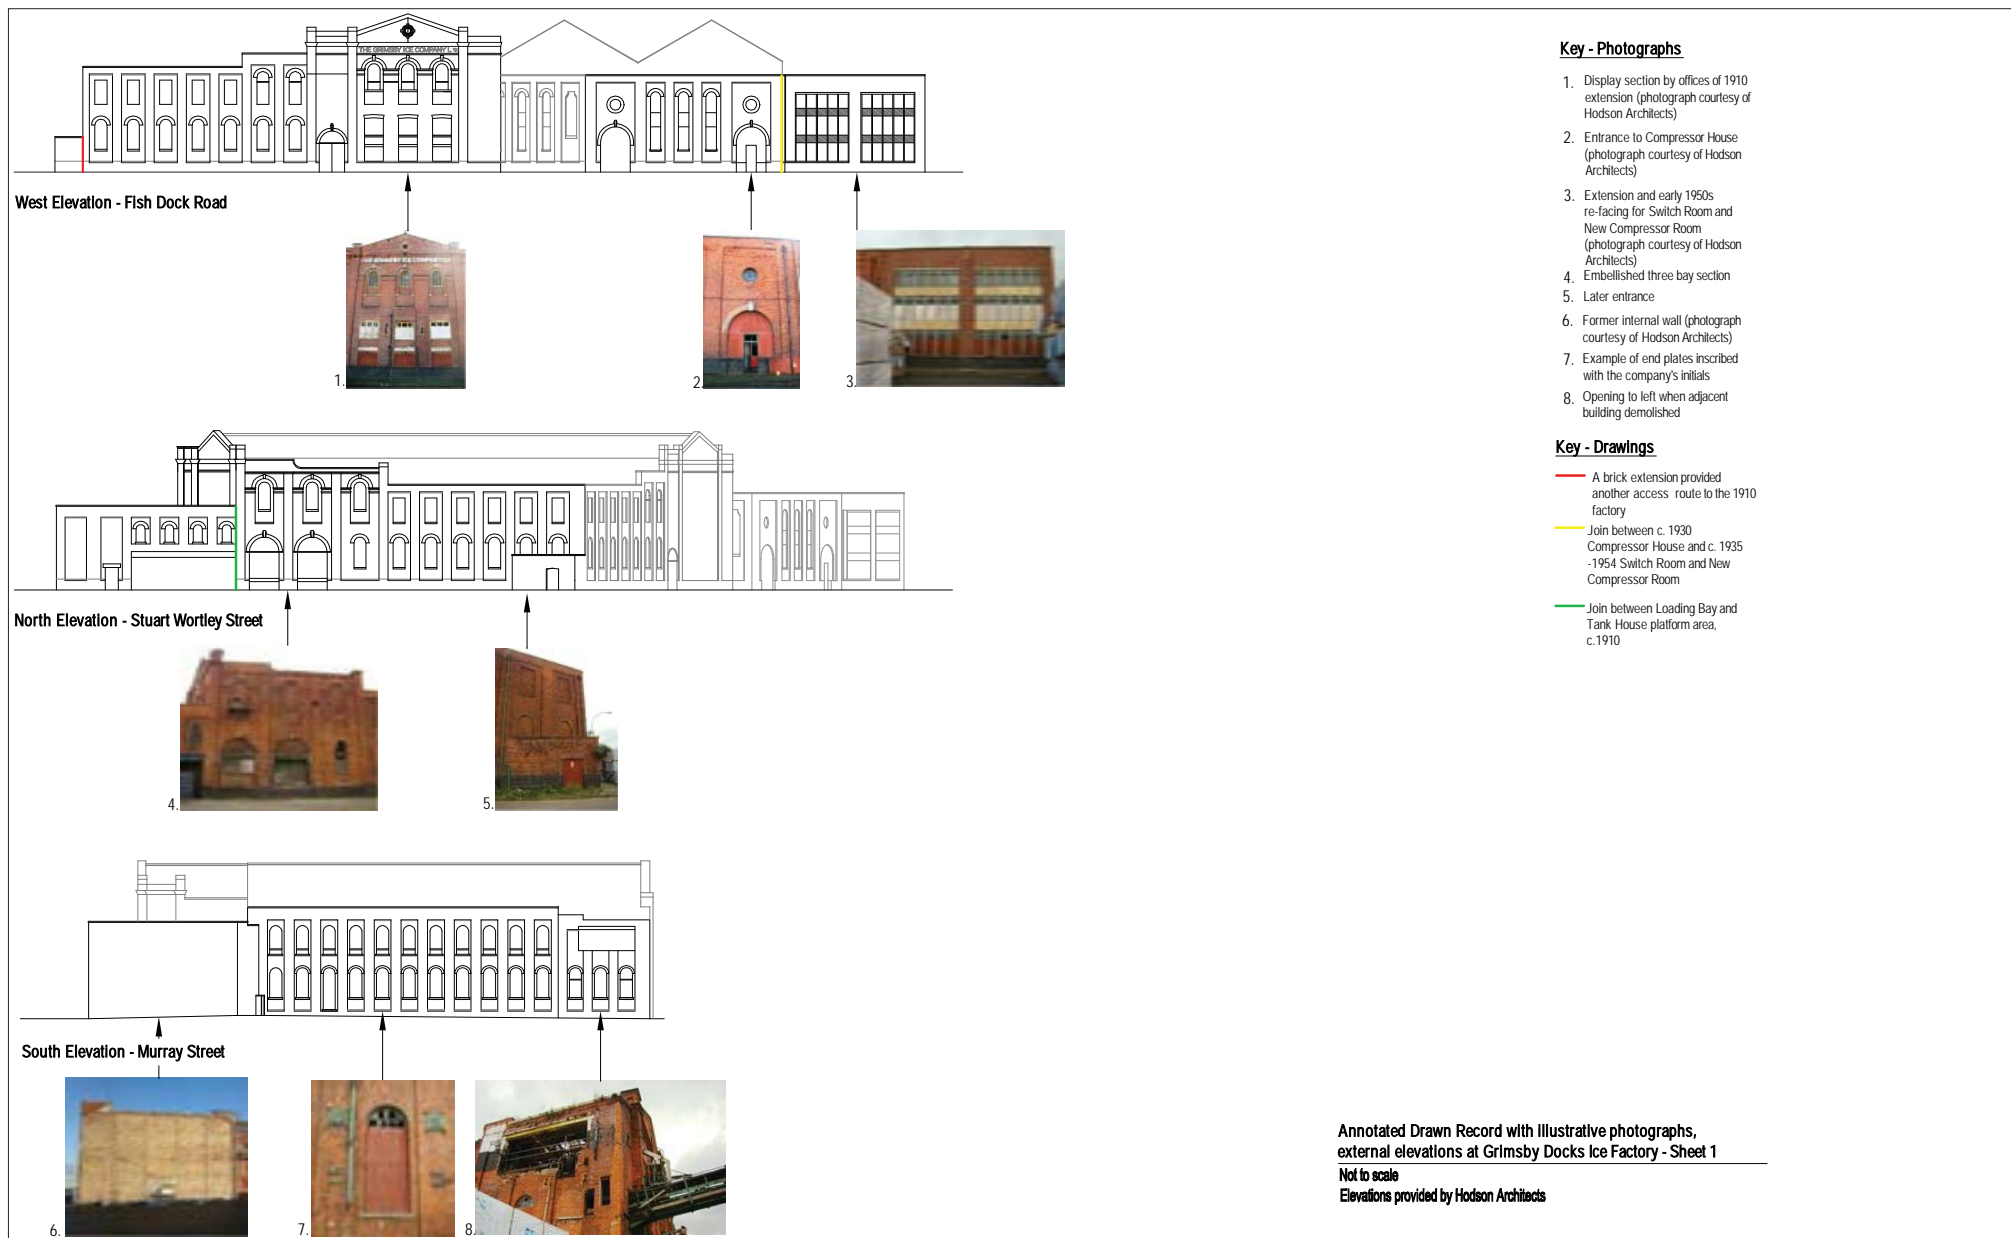 THE GRIMSBY ICE COMPANY LTD
West Elevation - Fish Dock Road
1.
2.
3.
North Elevation - Stuart Wortley Street
4.
5.
South Elevation - Murray Street
6.
7.
8.
Key - Photographs
1. Display section by offices of 1910
extension (photograph courtesy of
Hodson Architects)
2. Entrance to Compressor House
(photograph courtesy of Hodson
Architects)
3. Extension and early 1950s
re-facing for Switch Room and
New Compressor Room
(photograph courtesy of Hodson
Architects)
4. Embellished three bay section
5. Later entrance
6. Former internal wall (photograph
courtesy of Hodson Architects)
7. Example of end plates inscribed
with the company's initials
8. Opening to left when adjacent
building demolished
Key - Drawings
A brick extension provided
another access route to the 1910
factory
Join between c. 1930
Compressor House and c. 1935
-1954 Switch Room and New
Compressor Room
Join between Loading Bay and
Tank House platform area,
c.1910
Annotated Drawn Record with illustrative photographs,
external elevations at Grimsby Docks Ice Factory - Sheet 1
Not to scale
Elevations provided by Hodson Architects